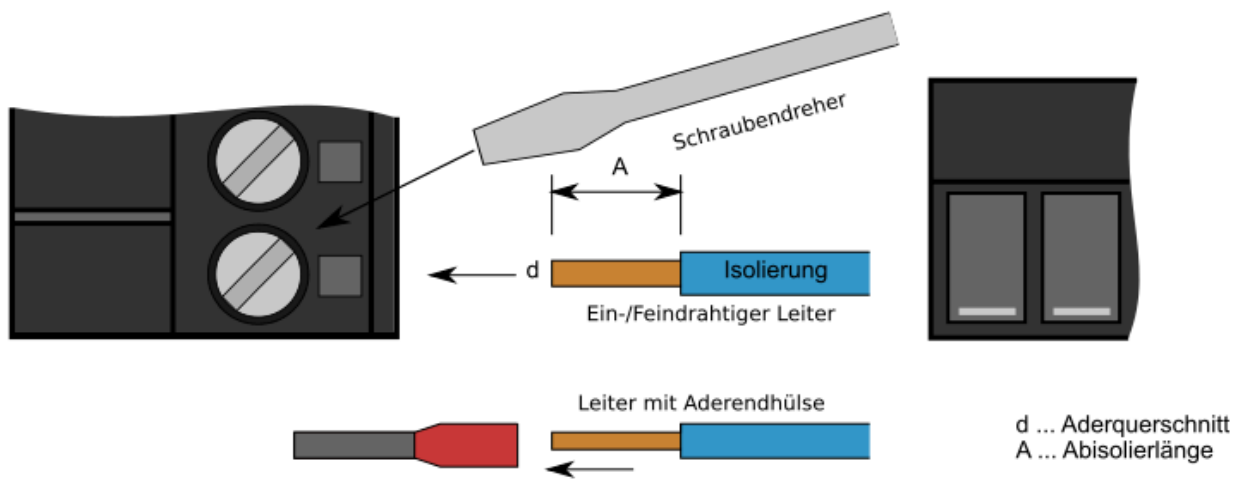 Schraubendreher
A
d
Isolierung
Ein-/Feindrahtiger Leiter
Leiter mit Aderendhülse
d ... Aderquerschnitt
A ... Abisolierlänge